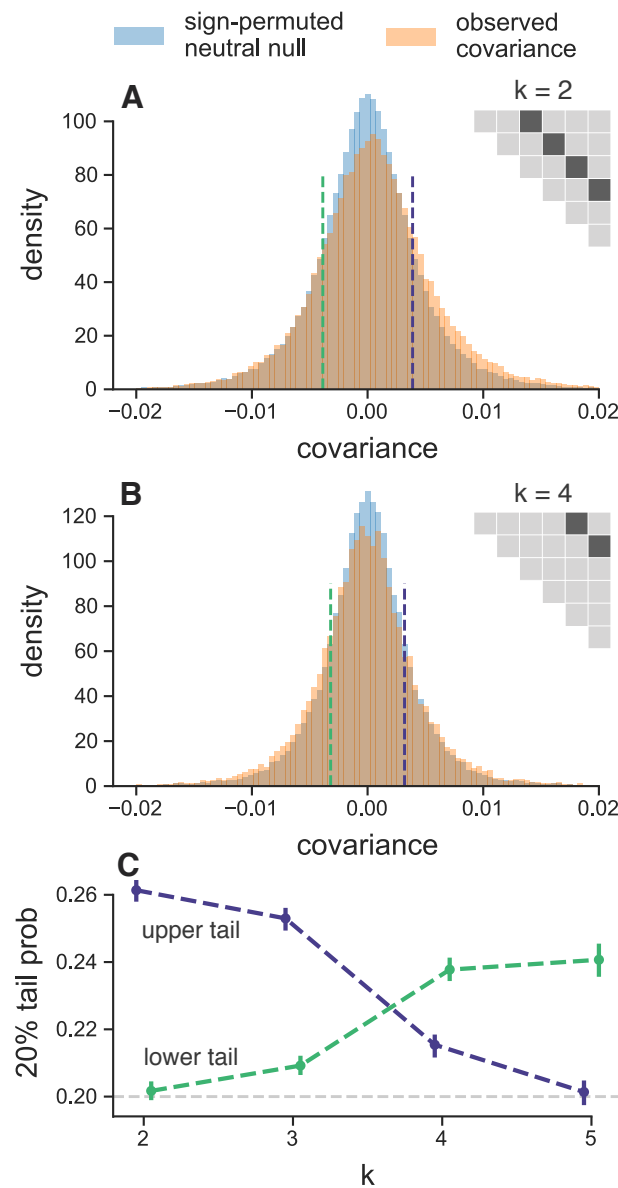 sign-permuted
neutral null
observed
covariance
A
k = 2
100
80
60
40
20
0
density
−0.02
−0.01
0.00
0.01
0.02
covariance
B
k = 4
120
100
80
60
40
20
0
density
−0.02
−0.01
0.00
0.01
0.02
covariance
C
0.26
0.24
0.22
0.20
20% tail prob
upper tail
lower tail
2
3
4
5
k